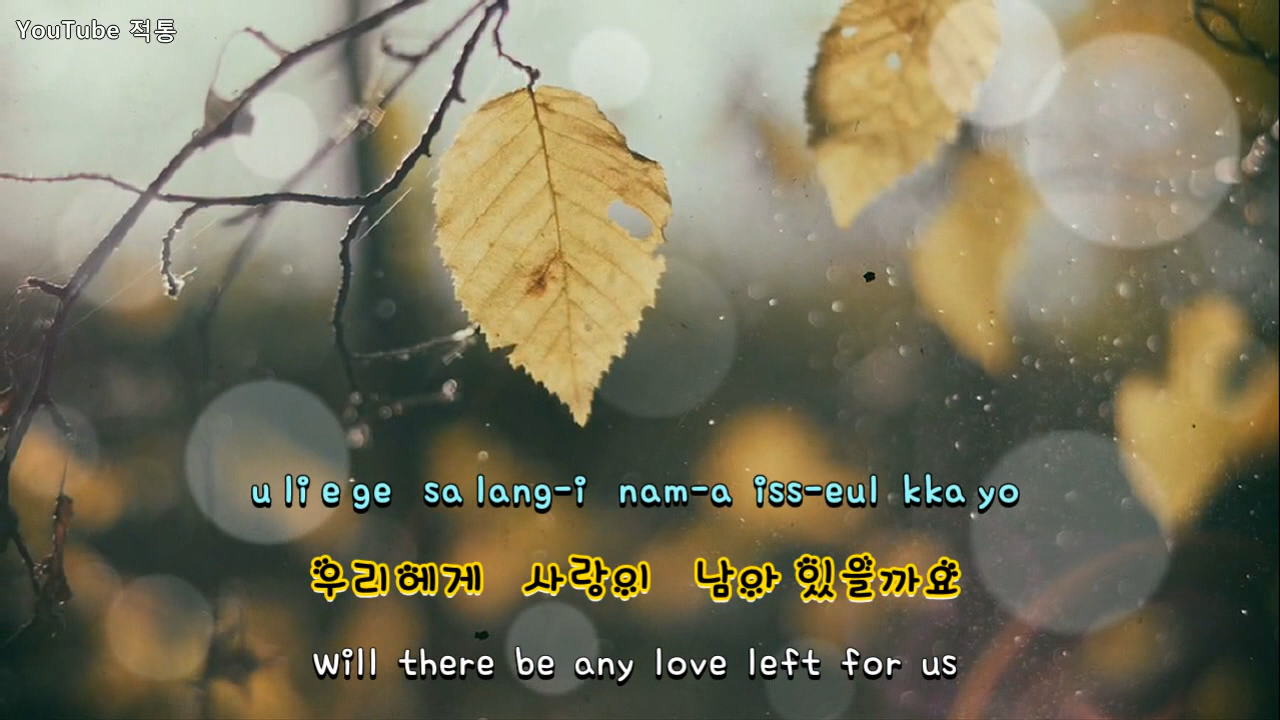 YouTube 적통
u li e ge sa lang-i nam-a iss-eul kka yo
우리에게 사랑이 남아 있을까요
Will there be any love left for us